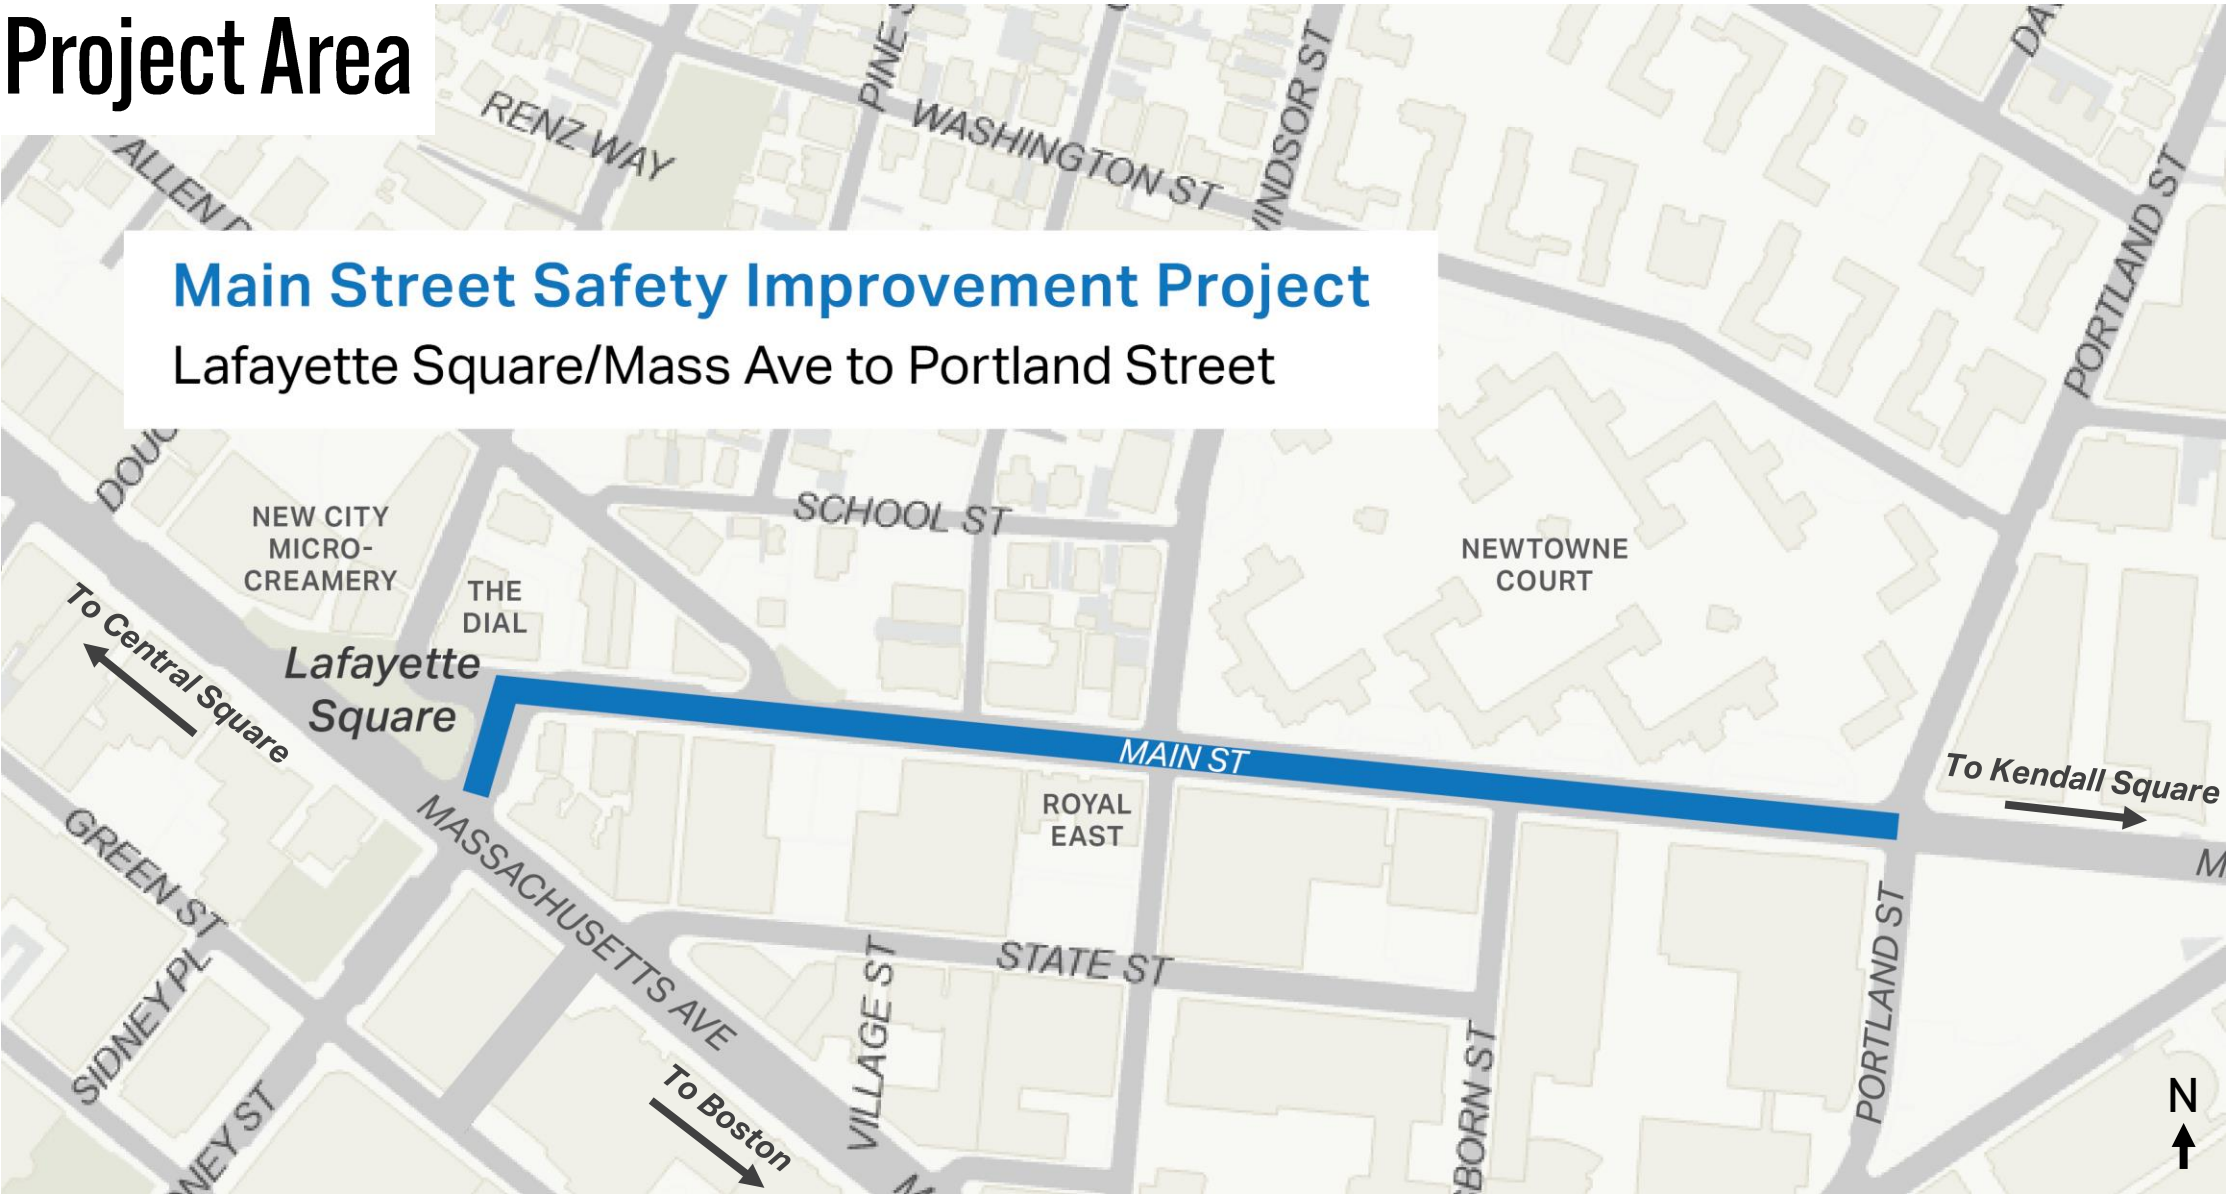 Project Area
RENZ WAY
WASHINGTON ST
PORTLAND ST
Main Street Safety Improvement Project
Lafayette Square/Mass Ave to Portland Street
SCHOOL ST
NEW CITY
MICRO-
CREAMERY
THE
DIAL
NEWTOWNE
COURT
Lafayette
Square
To Central Square
MAIN ST
To Kendall Square
ROYAL
EAST
MASSACHUSETTS AVE
GREEN ST
SIDNEY PL
STATE ST
VILLAGE ST
PORTLAND ST
To Boston
N